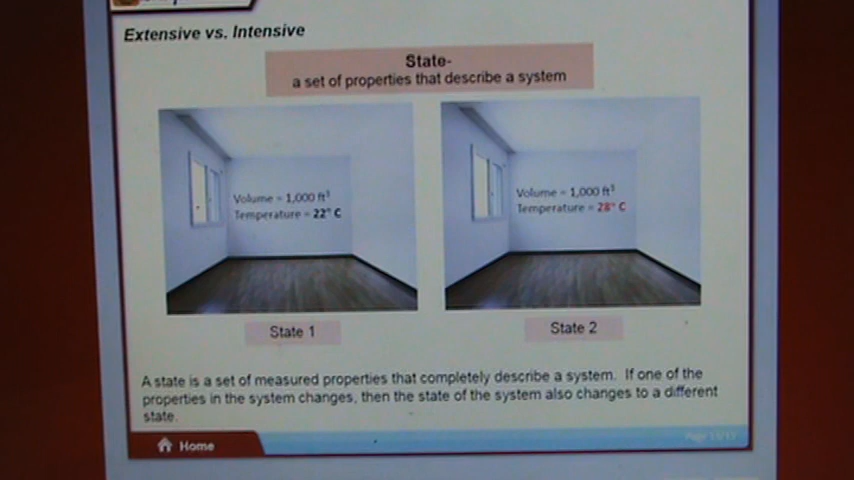 Extensive vs. Intensive
State-
a set of properties that describe a system
Volume = 1,000 ft³
Temperature = 22° C
Volume = 1,000 ft³
Temperature = 28° C
State 1
State 2
A state is a set of measured properties that completely describe a system. If one of the
properties in the system changes, then the state of the system also changes to a different
state.
Home